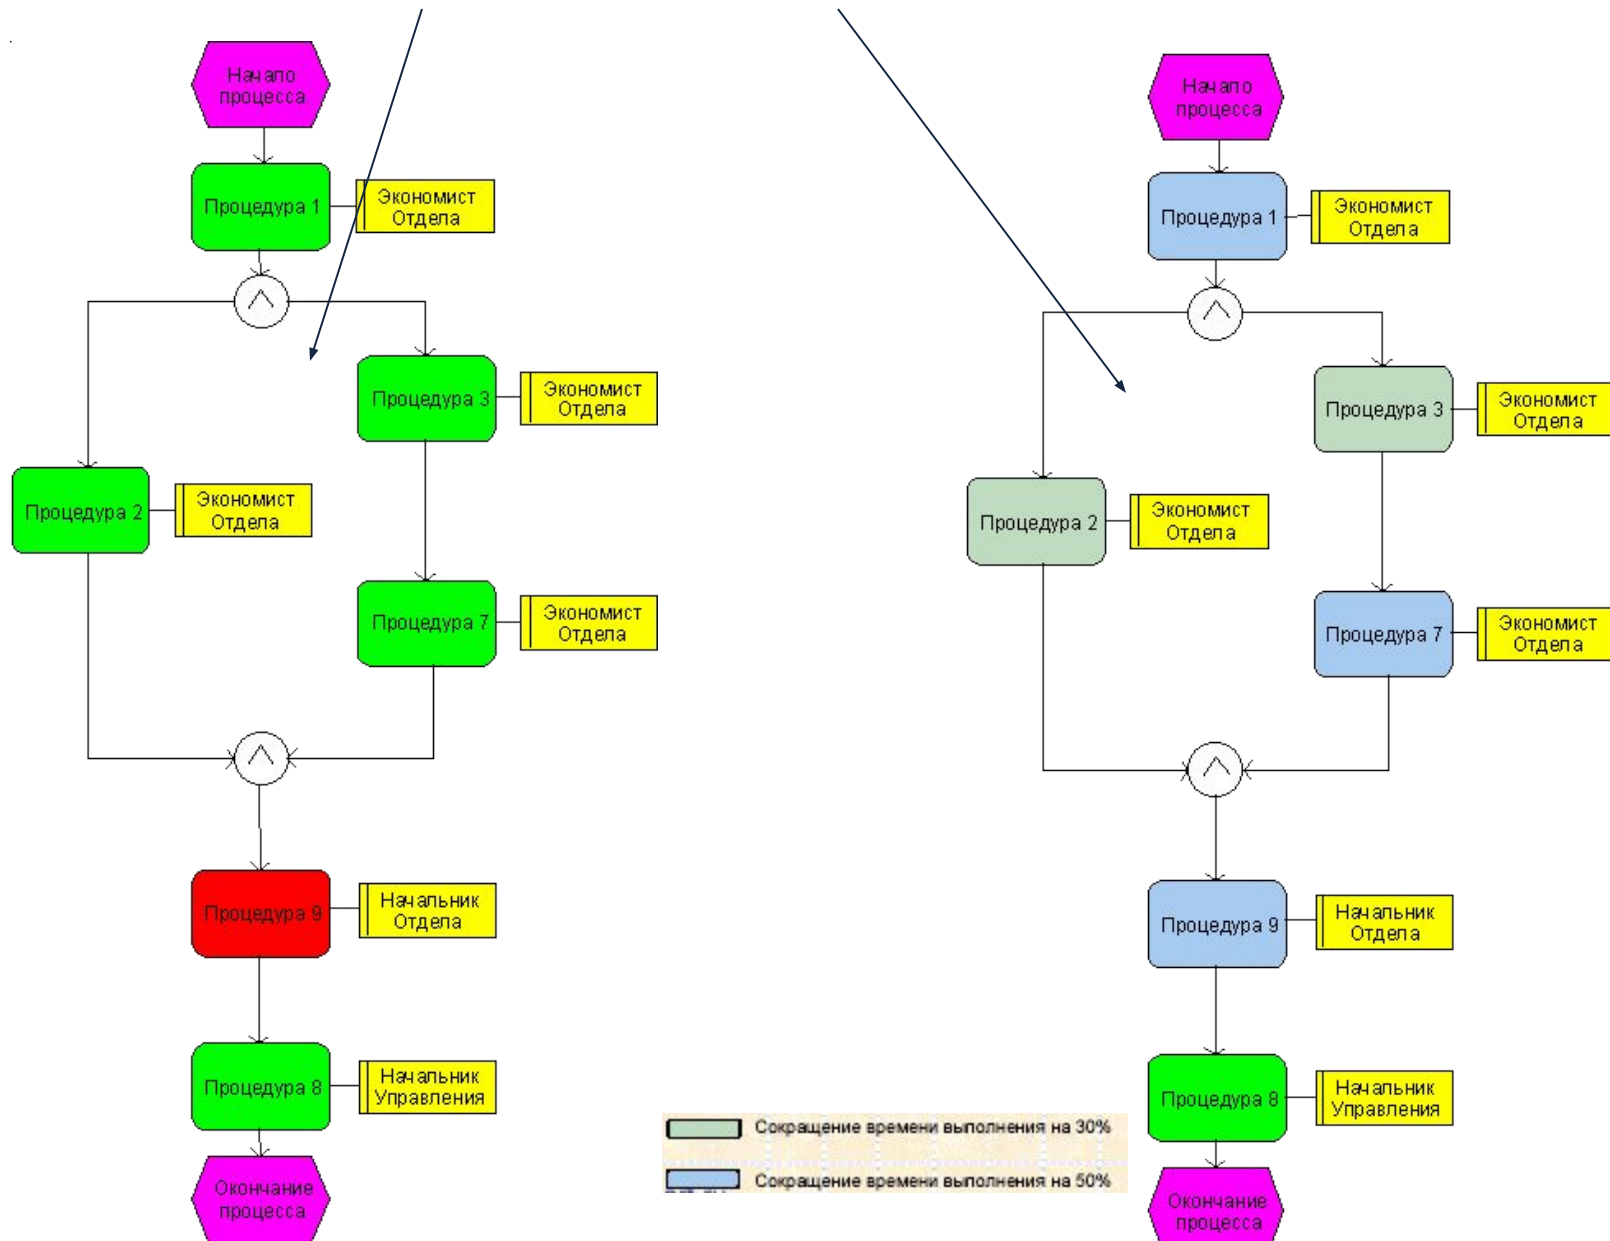 Начало
процесса
Процедура 1
Экономист
Отдела
Процедура 3
Экономист
Отдела
Процедура 2
Экономист
Отдела
Процедура 7
Экономист
Отдела
Процедура 9
Начальник
Отдела
Процедура 8
Начальник
Управления
Окончание
процесса
Начало
процесса
Процедура 1
Экономист
Отдела
Процедура 3
Экономист
Отдела
Процедура 2
Экономист
Отдела
Процедура 7
Экономист
Отдела
Процедура 9
Начальник
Отдела
Процедура 8
Начальник
Управления
Окончание
процесса
Сокращение времени выполнения на 30%
Сокращение времени выполнения на 50%